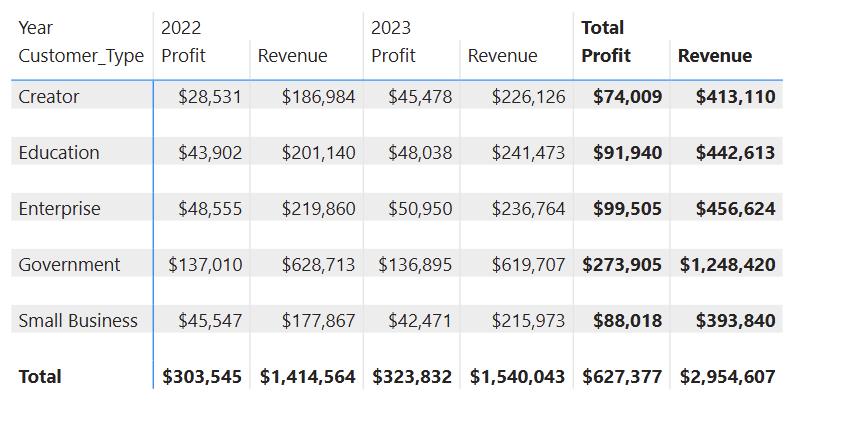 Year 2022 2023 Total
Customer_Type Profit Revenue Profit Revenue Profit Revenue
Creator $28,531 $186,984 $45,478 $226,126 $74,009 $413,110
Education $43,902 $201,140 $48,038 $241,473 $91,940 $442,613
Enterprise $48,555 $219,860 $50,950 $236,764 $99,505 $456,624
Government $137,010 $628,713 $136,895 $619,707 $273,905 $1,248,420
Small Business $45,547 $177,867 $42,471 $215,973 $88,018 $393,840
Total $303,545 $1,414,564 $323,832 $1,540,043 $627,377 $2,954,607